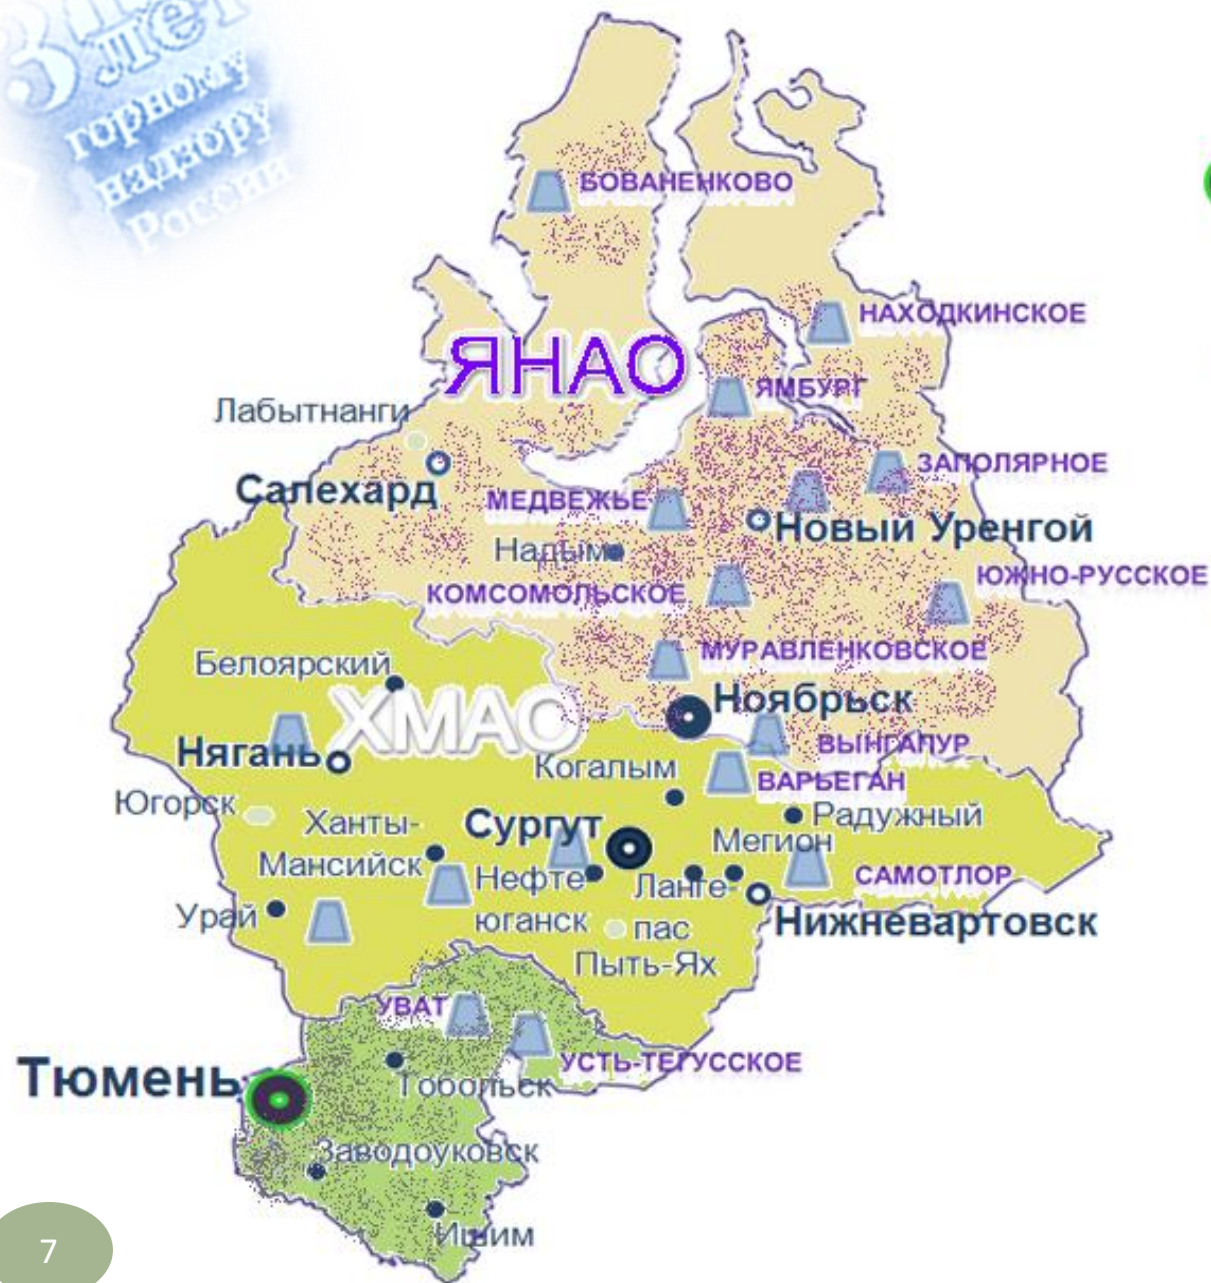 лет
горному
надзору
России
БОВАНЕНКОВО
НАХОДКИНСКОЕ
ЯНАО
ЯМБУРГ
Лабытнанги
ЗАПОЛЯРНОЕ
Салехард
МЕДВЕЖЬЕ
Новый Уренгой
Надым
ЮЖНО-РУССКОЕ
КОМСОМОЛЬСКОЕ
МУРАВЛЕНКОВСКОЕ
Белоярский
Ноябрьск
ХМАО
ВЫНГАПУР
Нягань
Когалым
ВАРЬЕГАН
Югорск
Радужный
Ханты-
Мансийск
Сургут
Мегион
САМОТЛОР
Нефте
юганск
Ланге-
пас
Урай
Нижневартовск
Пыть-Ях
УВАТ
УСТЬ-ТЕГУССКОЕ
Тюмень
Тобольск
Заводоуковск
Ишим
7